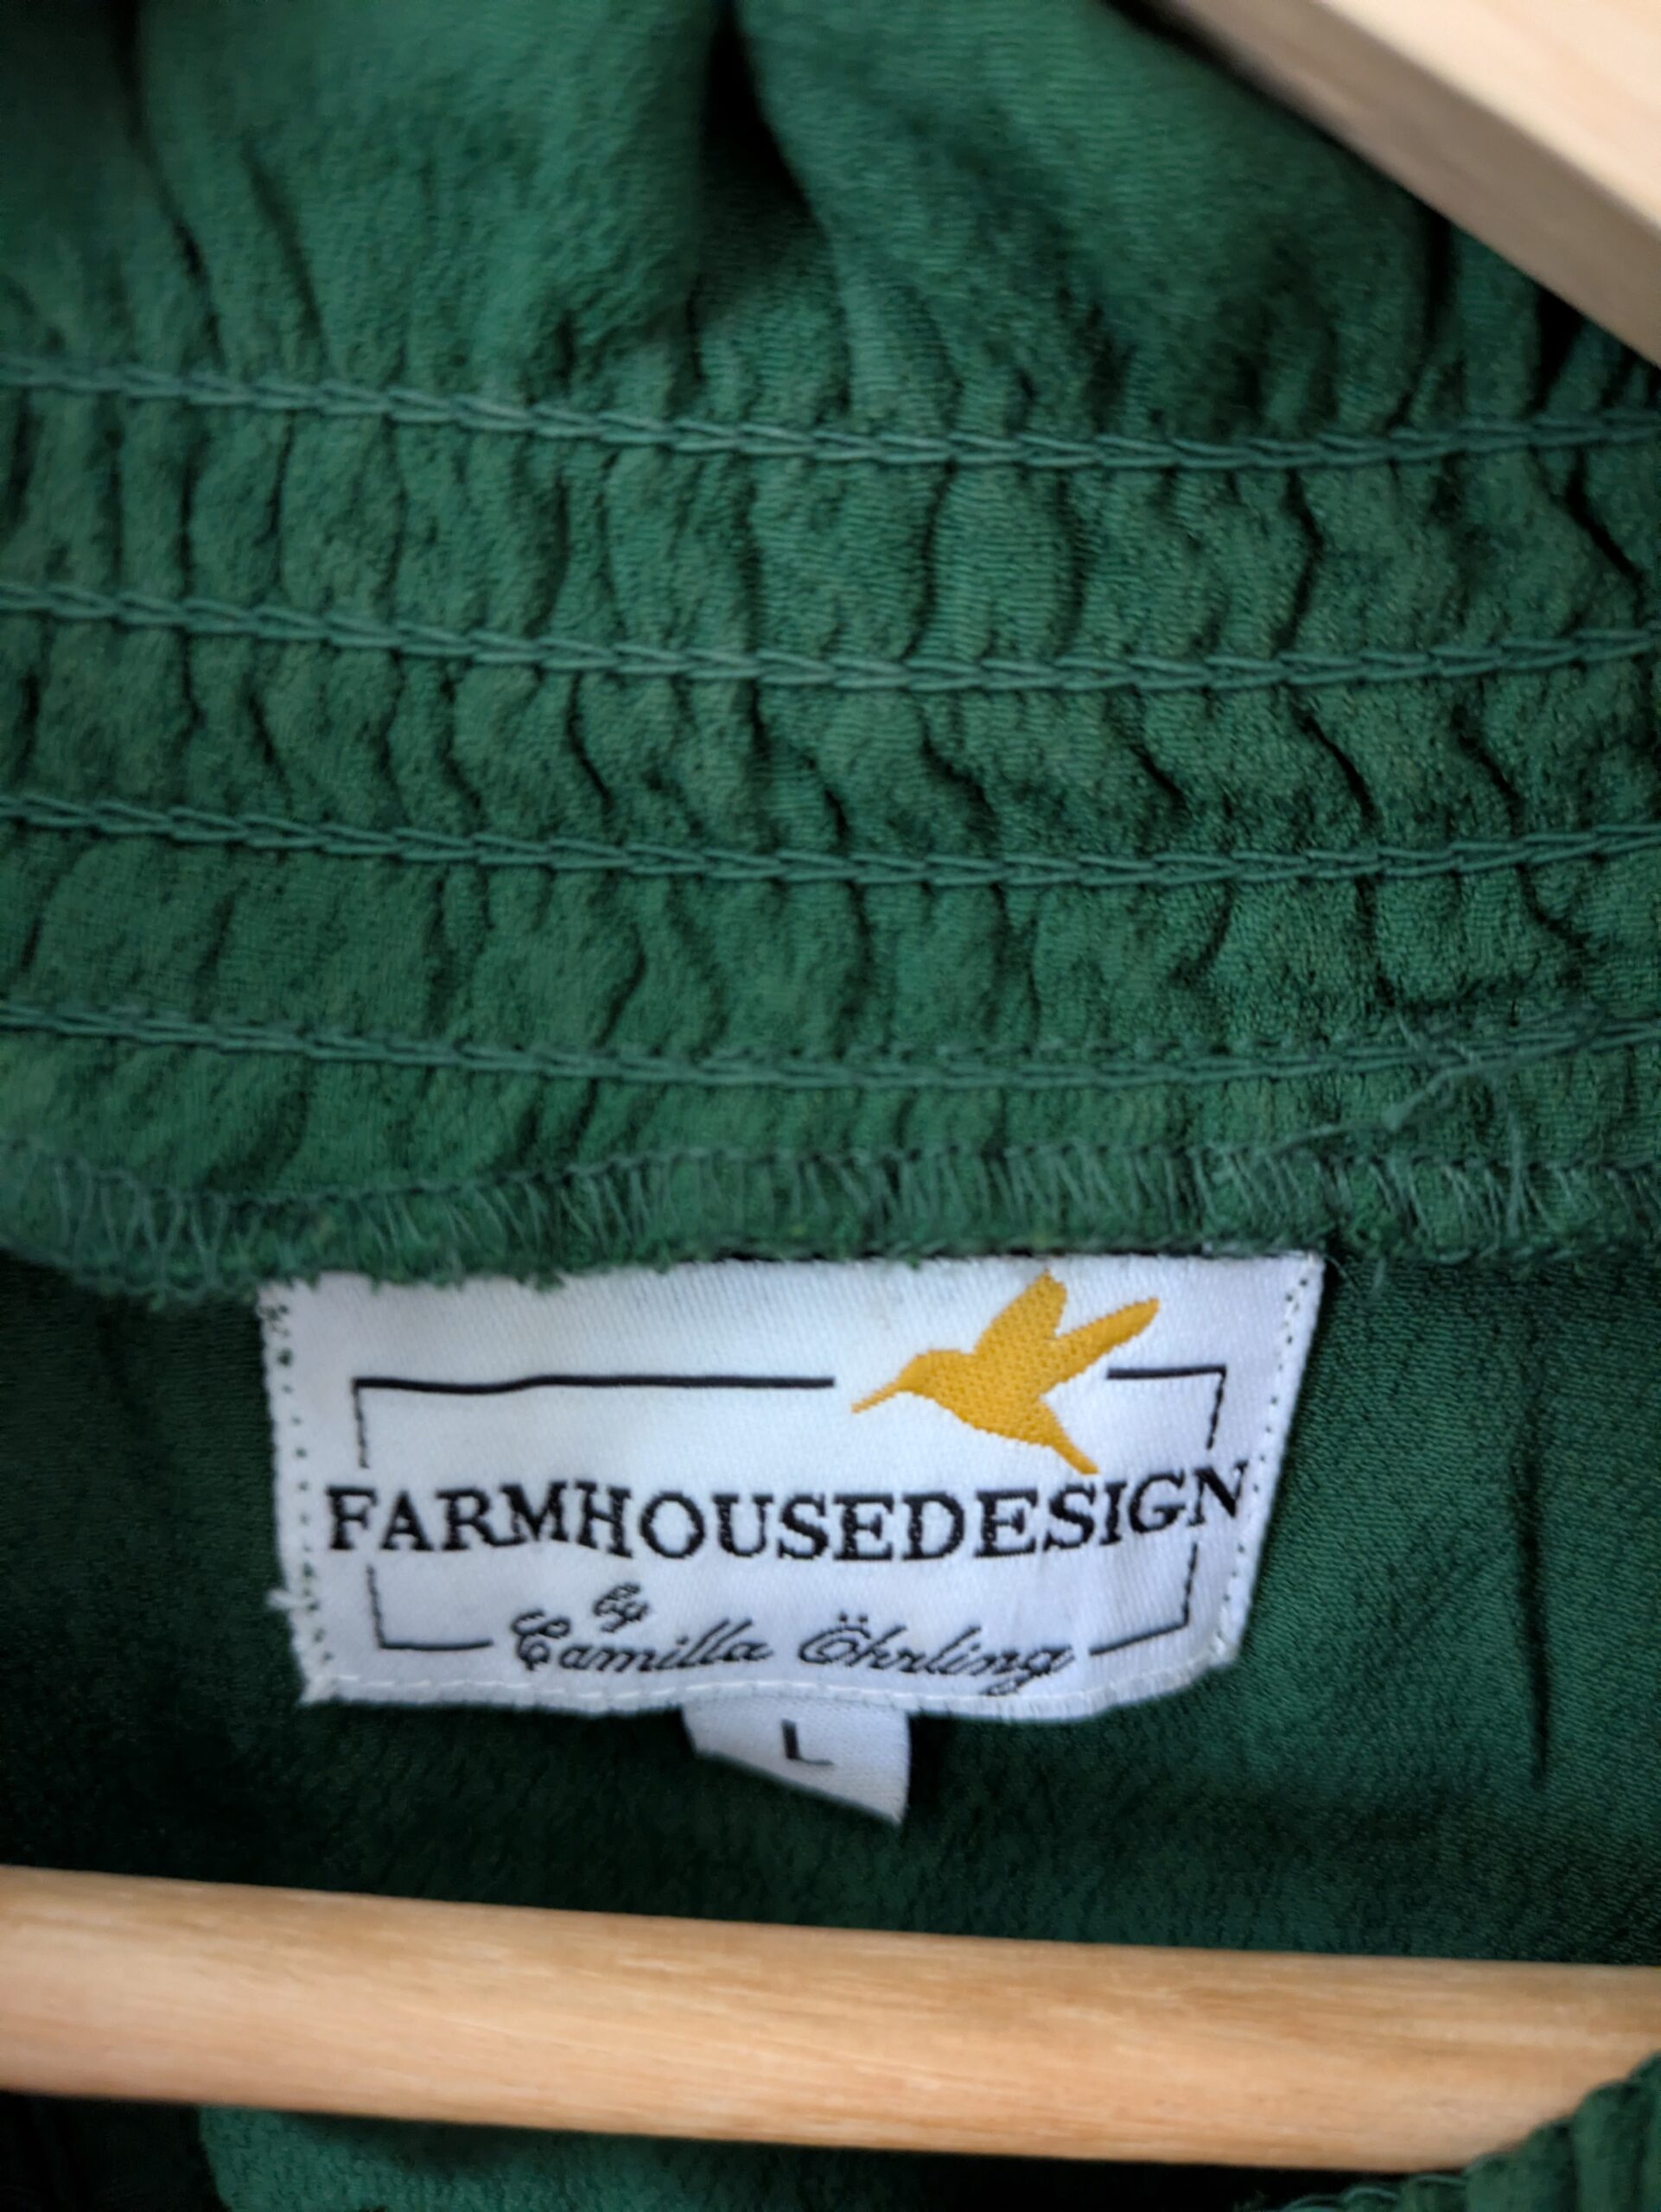 FARMHOUSEDESIGN
by
Camilla Öhrling
L